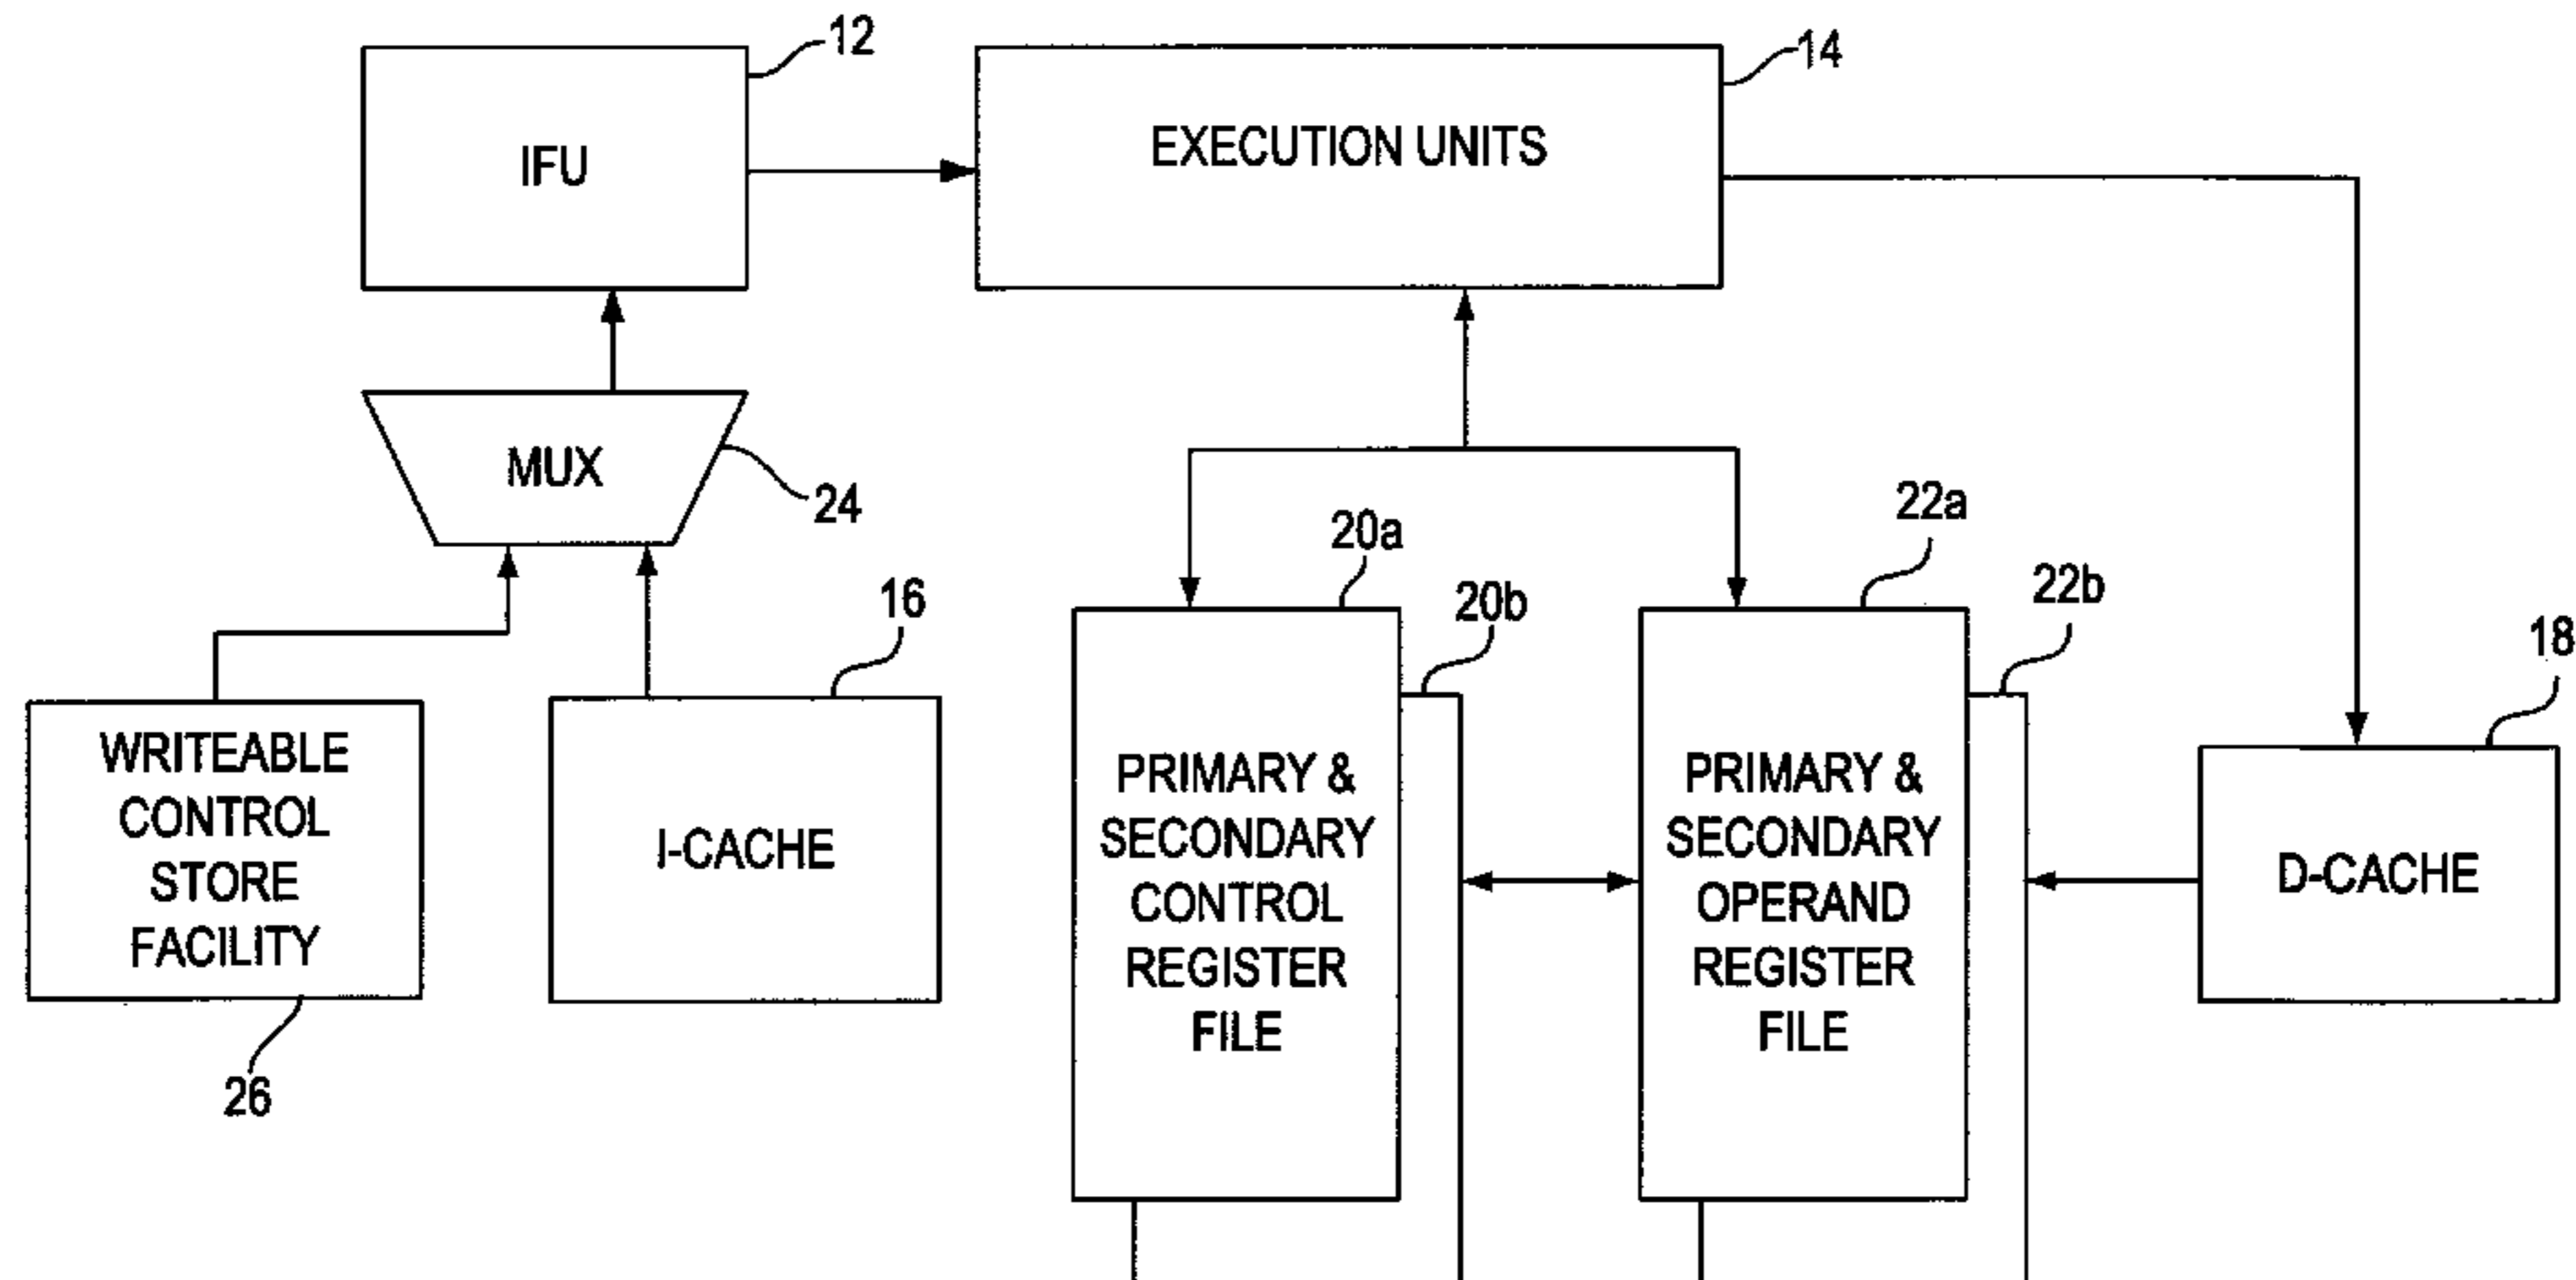 12
14
IFU
EXECUTION UNITS
MUX
24
20a
22a
16
20b
22b
18
WRITEABLE
CONTROL
STORE
FACILITY
26
I-CACHE
PRIMARY &
SECONDARY
CONTROL
REGISTER
FILE
PRIMARY &
SECONDARY
OPERAND
REGISTER
FILE
D-CACHE